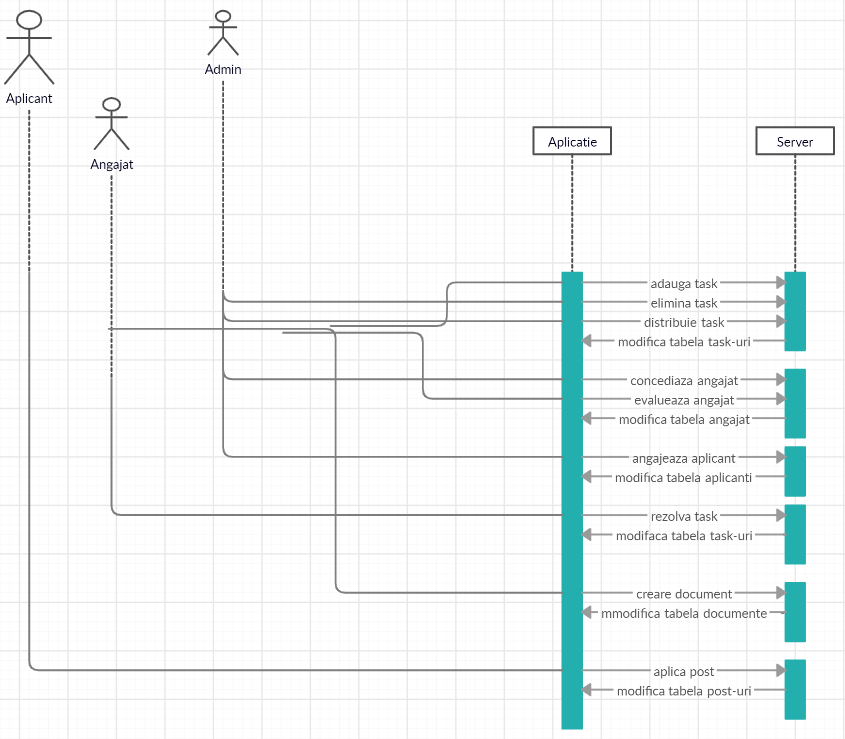 Admin
Aplicant
Angajat
Aplicatie
Server
adauga task
elimina task
distribuie task
modifica tabela task-uri
concediaza angajat
evalueaza angajat
modifica tabela angajat
angajeaza aplicant
modifica tabela aplicanti
rezolva task
modifaca tabela task-uri
creare document
mmodifica tabela documente
aplica post
modifica tabela post-uri